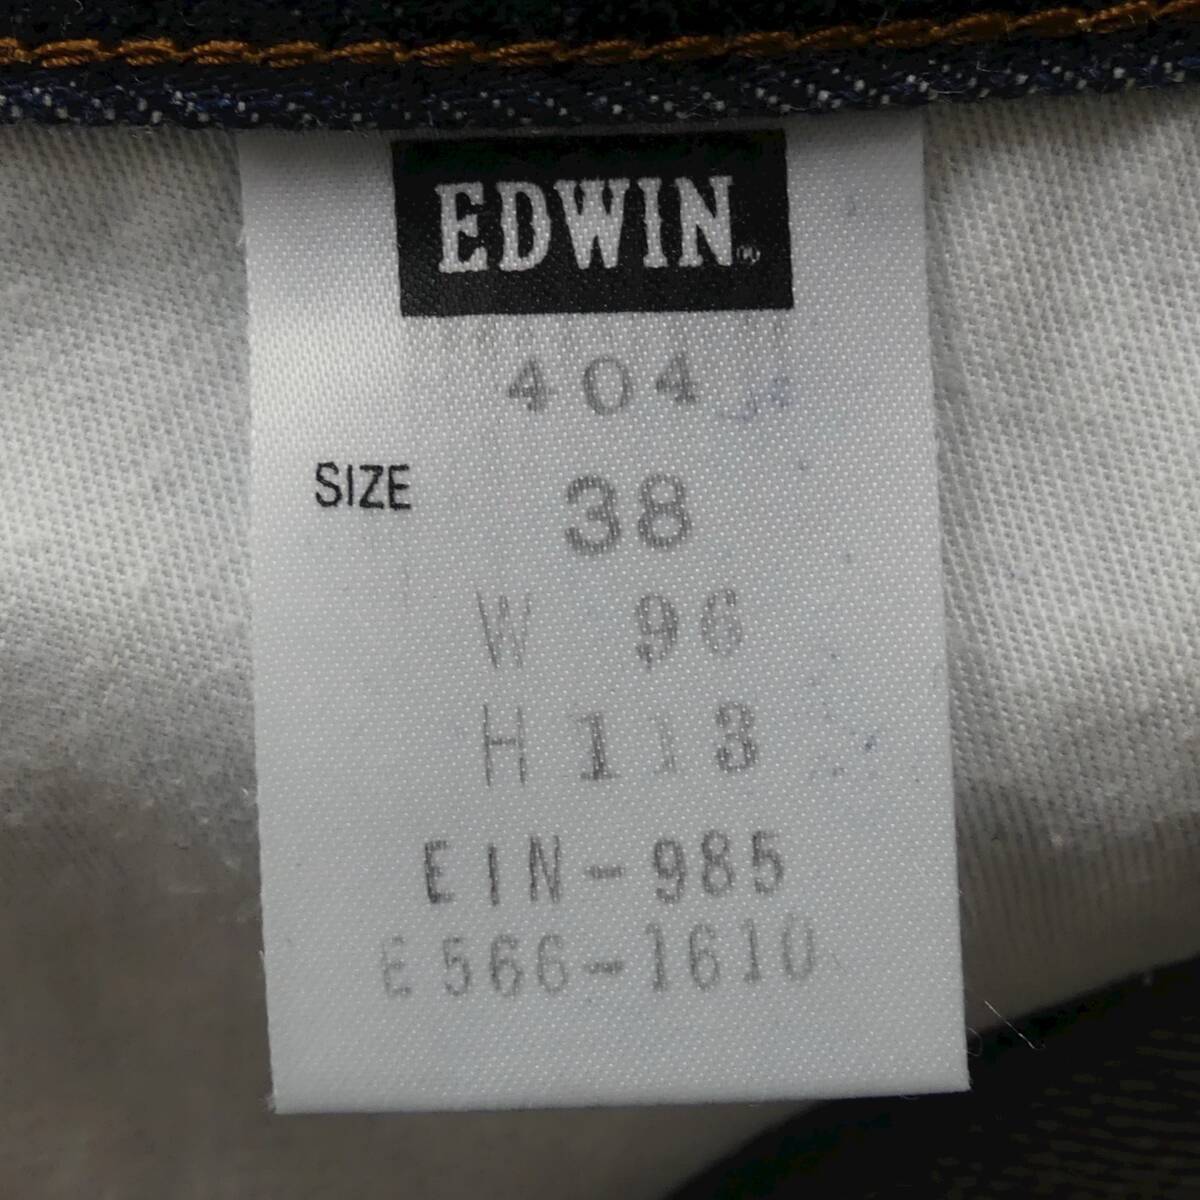 EDWIN
404
SIZE 38
W 96
H 113
EIN-985
E566-1610